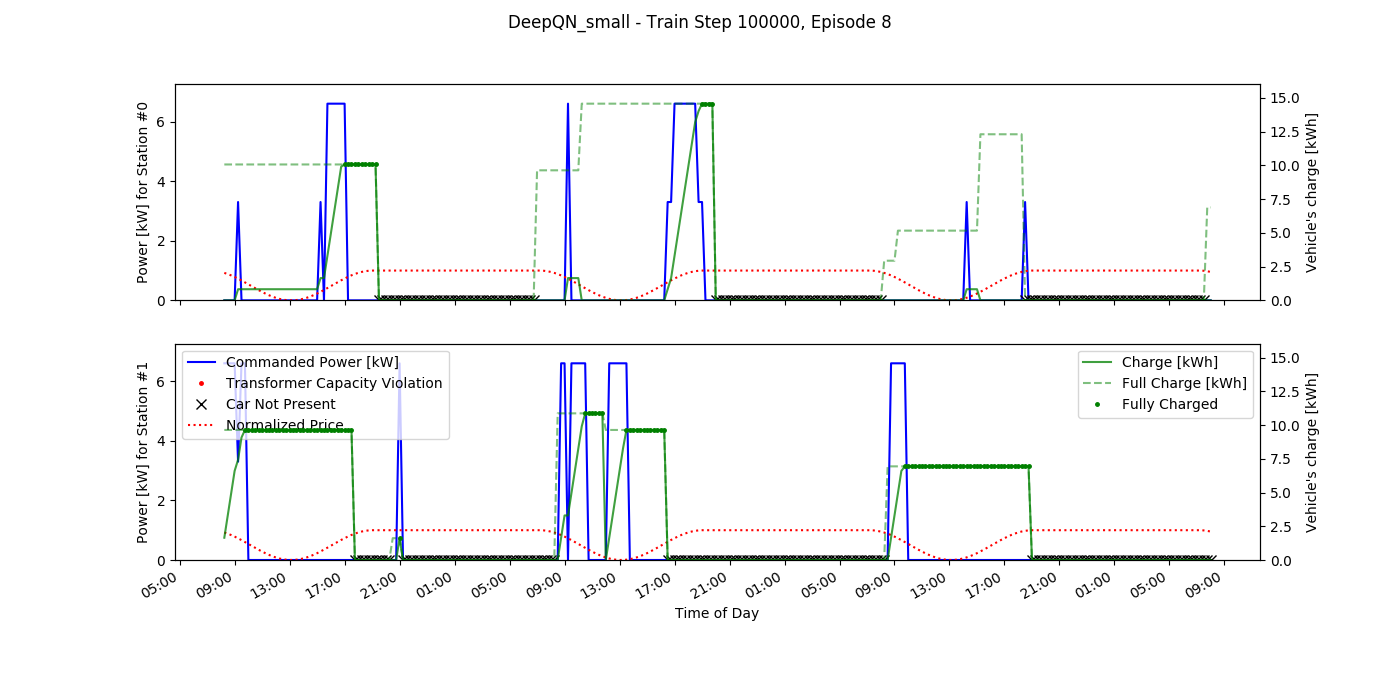 DeepQN_small - Train Step 100000, Episode 8
Power [kW] for Station #0
6
4
2
0
15.0
12.5
10.0
7.5
5.0
2.5
0.0
Vehicle's charge [kWh]
Power [kW] for Station #1
6
4
2
0
Commanded Power [kW]
Transformer Capacity Violation
Car Not Present
Normalized Price
Charge [kWh]
Full Charge [kWh]
Fully Charged
15.0
12.5
10.0
7.5
5.0
2.5
0.0
Vehicle's charge [kWh]
05:00 09:00 13:00 17:00 21:00 01:00 05:00 09:00 13:00 17:00 21:00 01:00 05:00 09:00 13:00 17:00 21:00 01:00 05:00 09:00
Time of Day